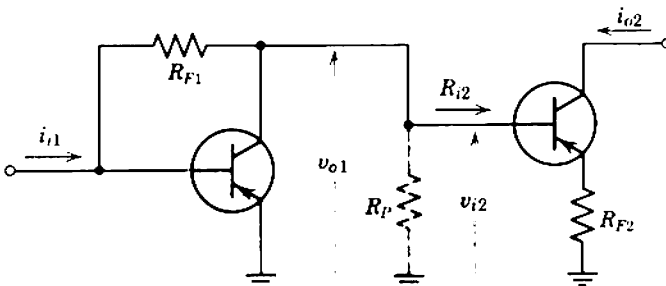 i_{o2}
R_{F1}
R_{i2}
i_{i1}
v_{o1}
R_P
v_{i2}
R_{F2}